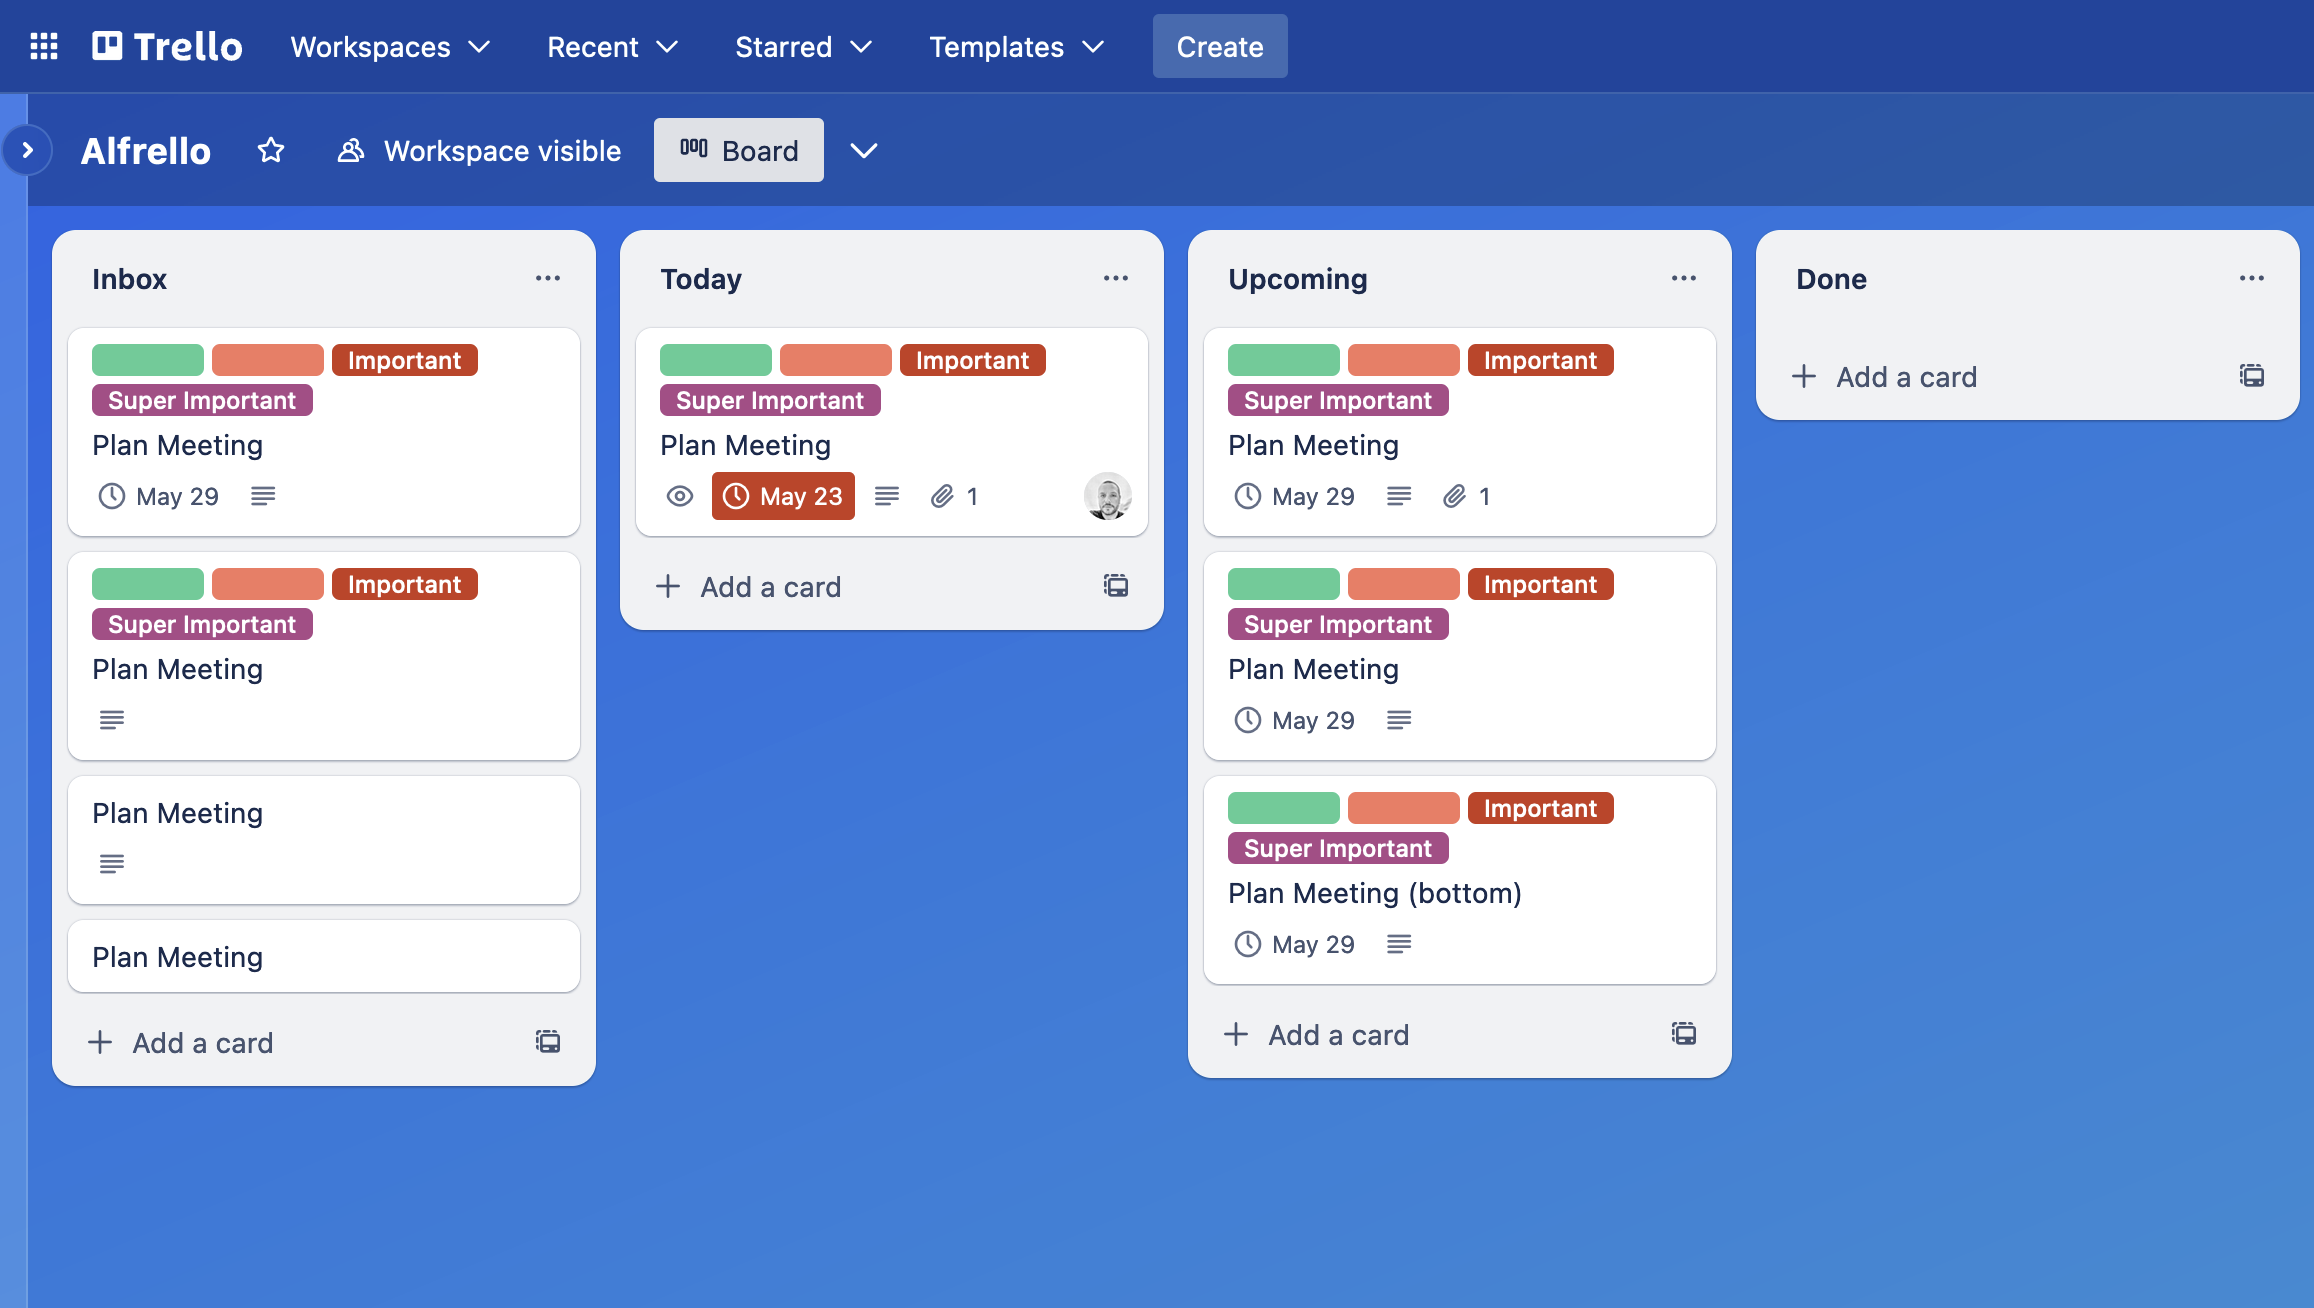 Trello Workspaces Recent Starred Templates Create
Alfrello Workspace visible Board
Inbox
Important
Super Important
Plan Meeting
May 29
Important
Super Important
Plan Meeting
Plan Meeting
Plan Meeting
Add a card
Today
Important
Super Important
Plan Meeting
May 23 1
Add a card
Upcoming
Important
Super Important
Plan Meeting
May 29 1
Important
Super Important
Plan Meeting
May 29
Important
Super Important
Plan Meeting (bottom)
May 29
Add a card
Done
Add a card